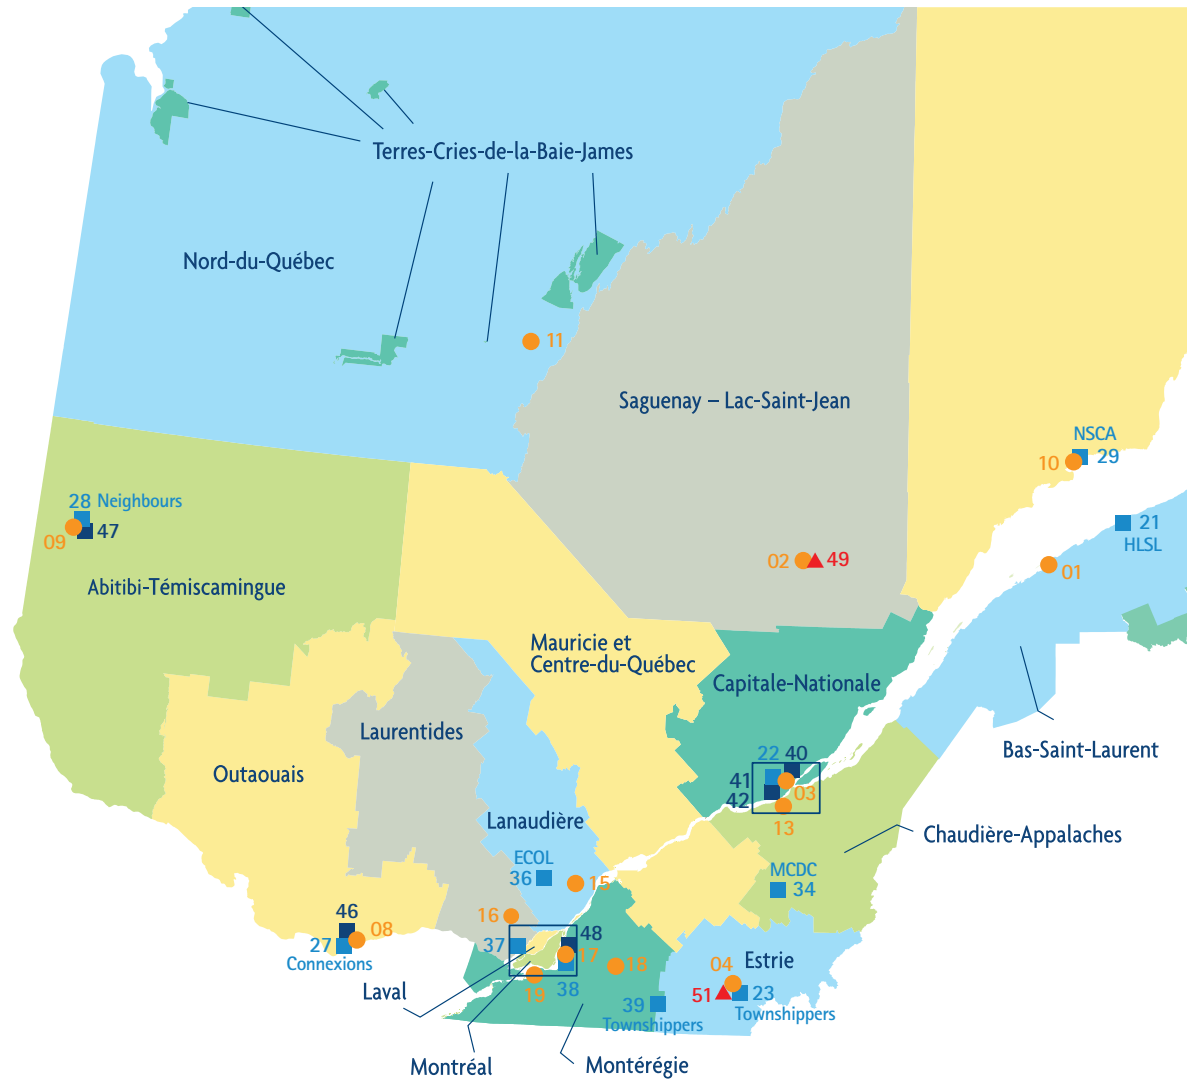 Terres-Cries-de-la-Baie-James
Nord-du-Québec
11
Saguenay – Lac-Saint-Jean
NSCA
10
29
28 Neighbours
09
47
21
HLSL
01
02
49
Abitibi-Témiscamingue
Mauricie et
Centre-du-Québec
Capitale-Nationale
Laurentides
Outaouais
Bas-Saint-Laurent
22
40
41
42
03
13
Lanaudière
Chaudière-Appalaches
ECOL
36
15
MCDC
34
46
08
27
Connexions
16
37
48
17
18
19
38
Estrie
04
51
23
Townshippers
39
Townshippers
Laval
Montréal
Montérégie